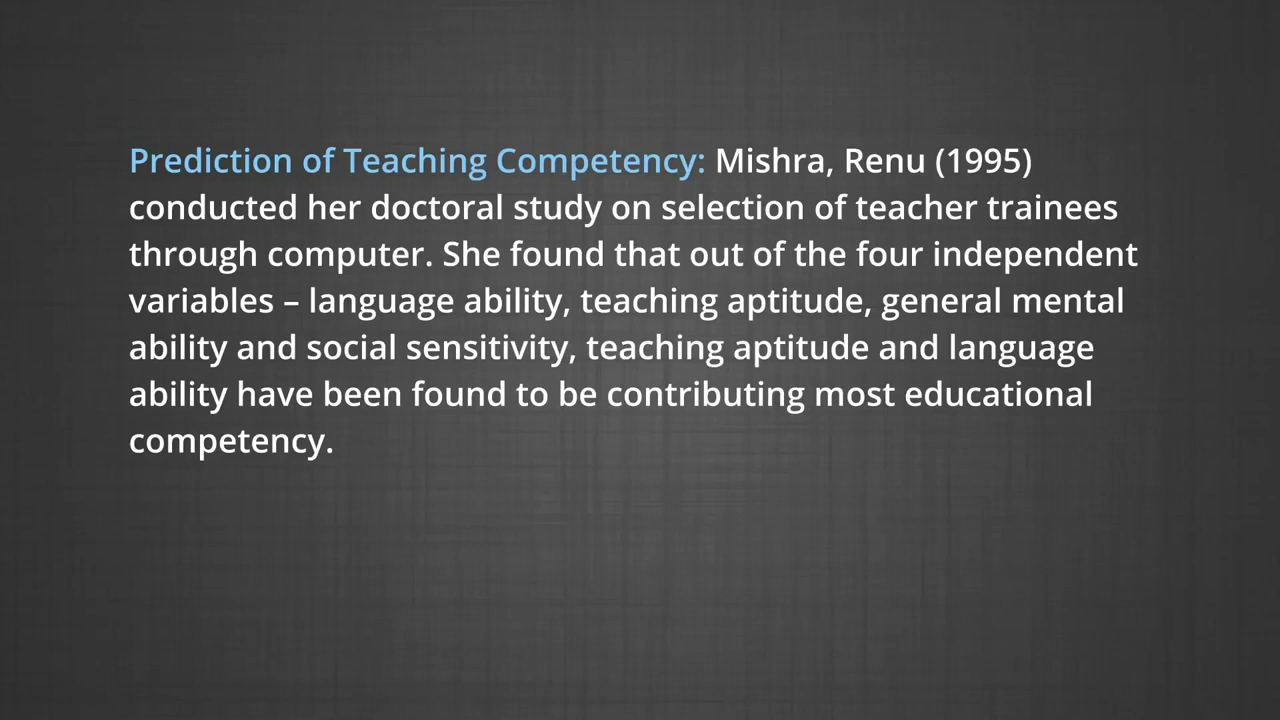 Prediction of Teaching Competency: Mishra, Renu (1995)
conducted her doctoral study on selection of teacher trainees
through computer. She found that out of the four independent
variables – language ability, teaching aptitude, general mental
ability and social sensitivity, teaching aptitude and language
ability have been found to be contributing most educational
competency.